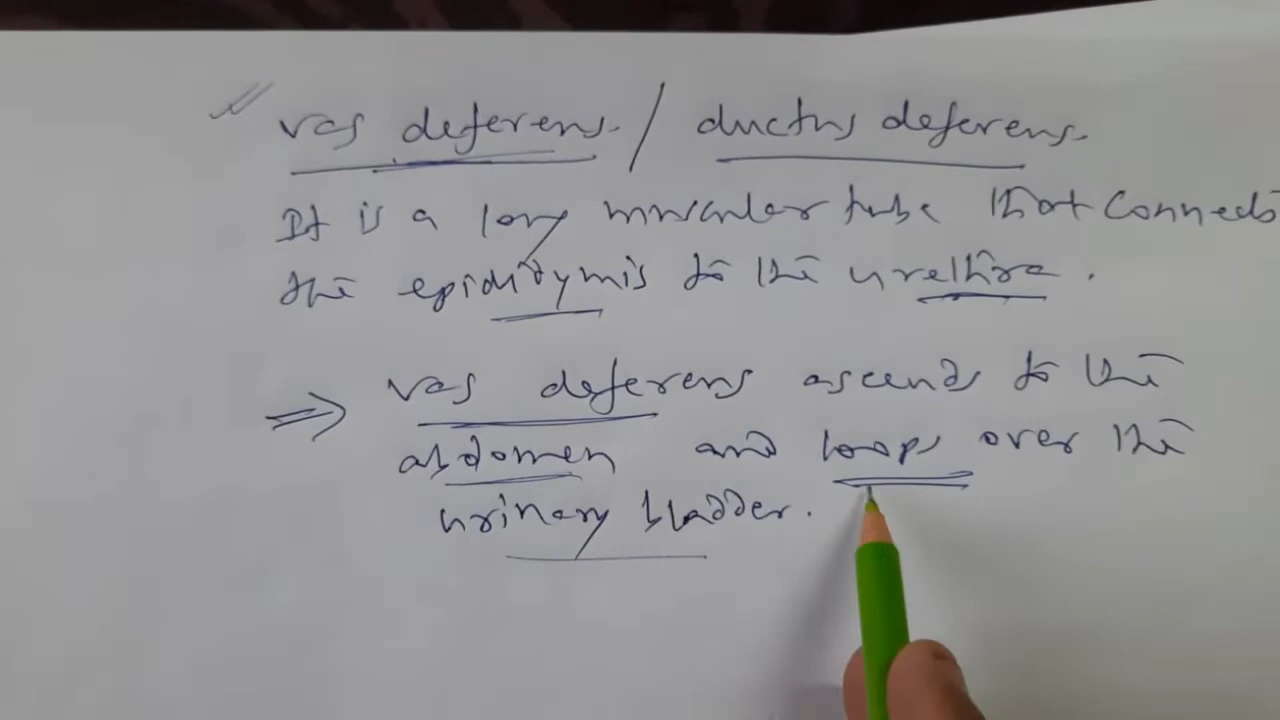 vas deferens. / ductus deferens.
It is a long muscular tube that connects
the epididymis to the urethra.
⇒ vas deferens ascends to the
abdomen and loops over the
urinary bladder.